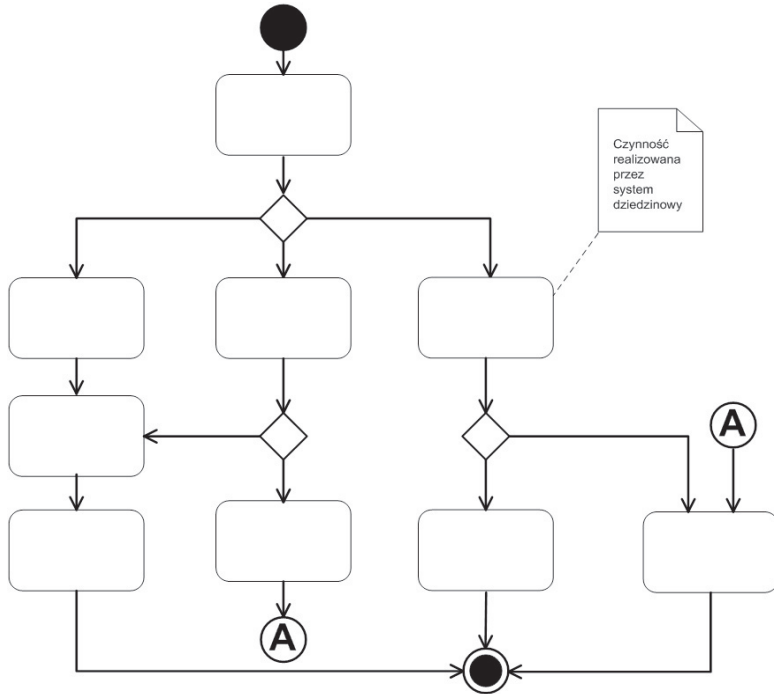 Czynność
realizowana
przez
system
dziedzinowy
A
A